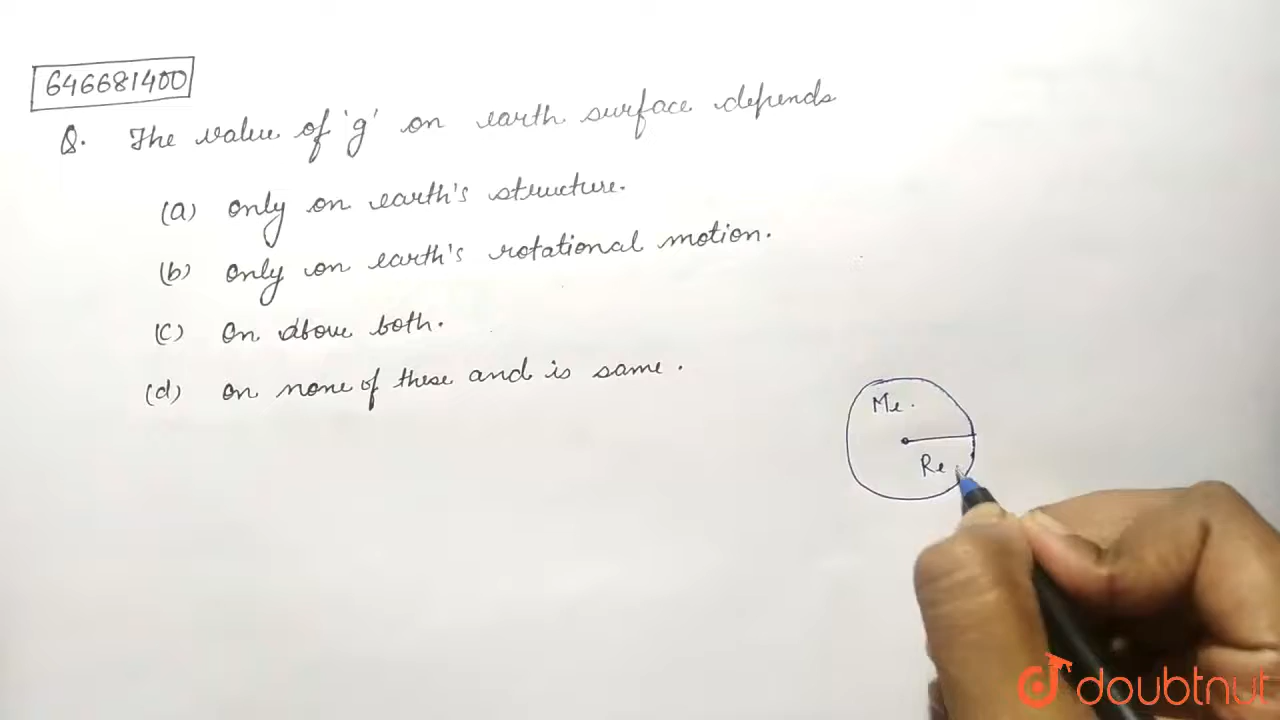 646681400
Q. The value of 'g' on earth surface depends
(a) only on earth's structure.
(b) only on earth's rotational motion.
(c) on above both.
(d) on none of these and is same.
Me.
Re
doubtnut